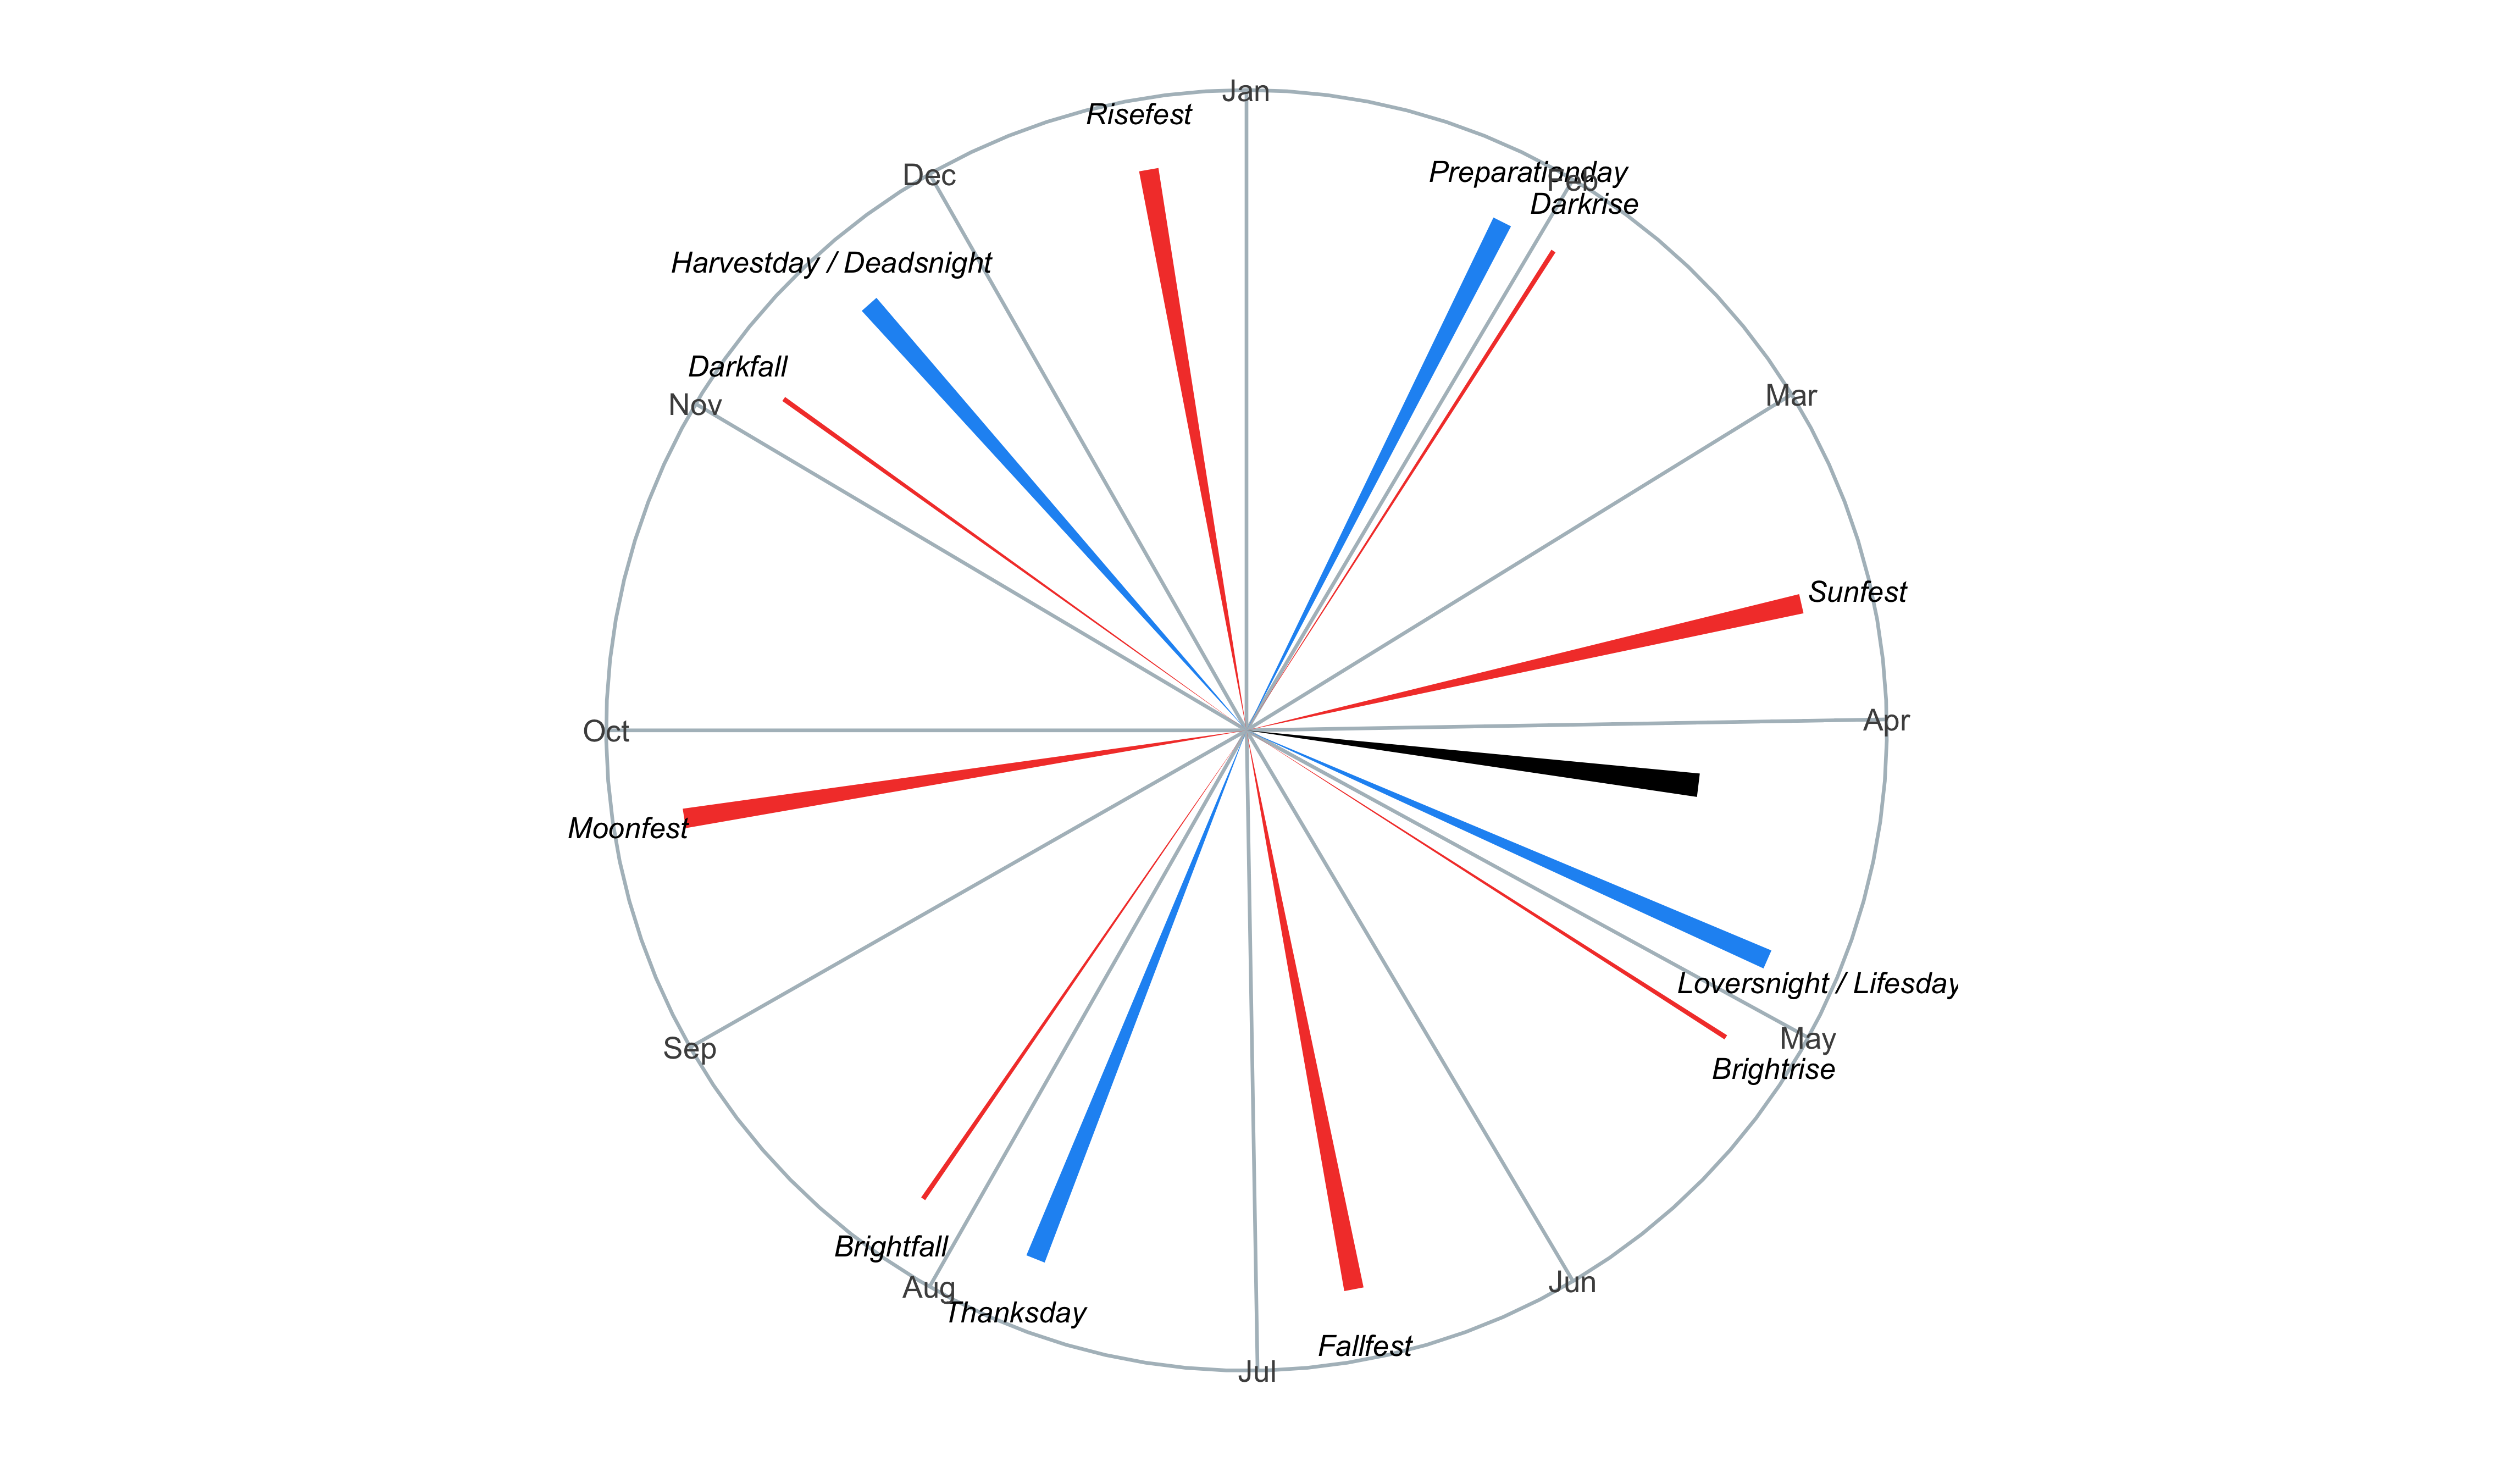 Jan
Risefest
Preparationday
Dec
Feb
Darkrise
Harvestday / Deadsnight
Darkfall
Mar
Nov
Sunfest
Apr
Oct
Moonfest
Loversnight / Lifesday
May
Sep
Brightrise
Brightfall
Jun
Aug
Thanksday
Fallfest
Jul